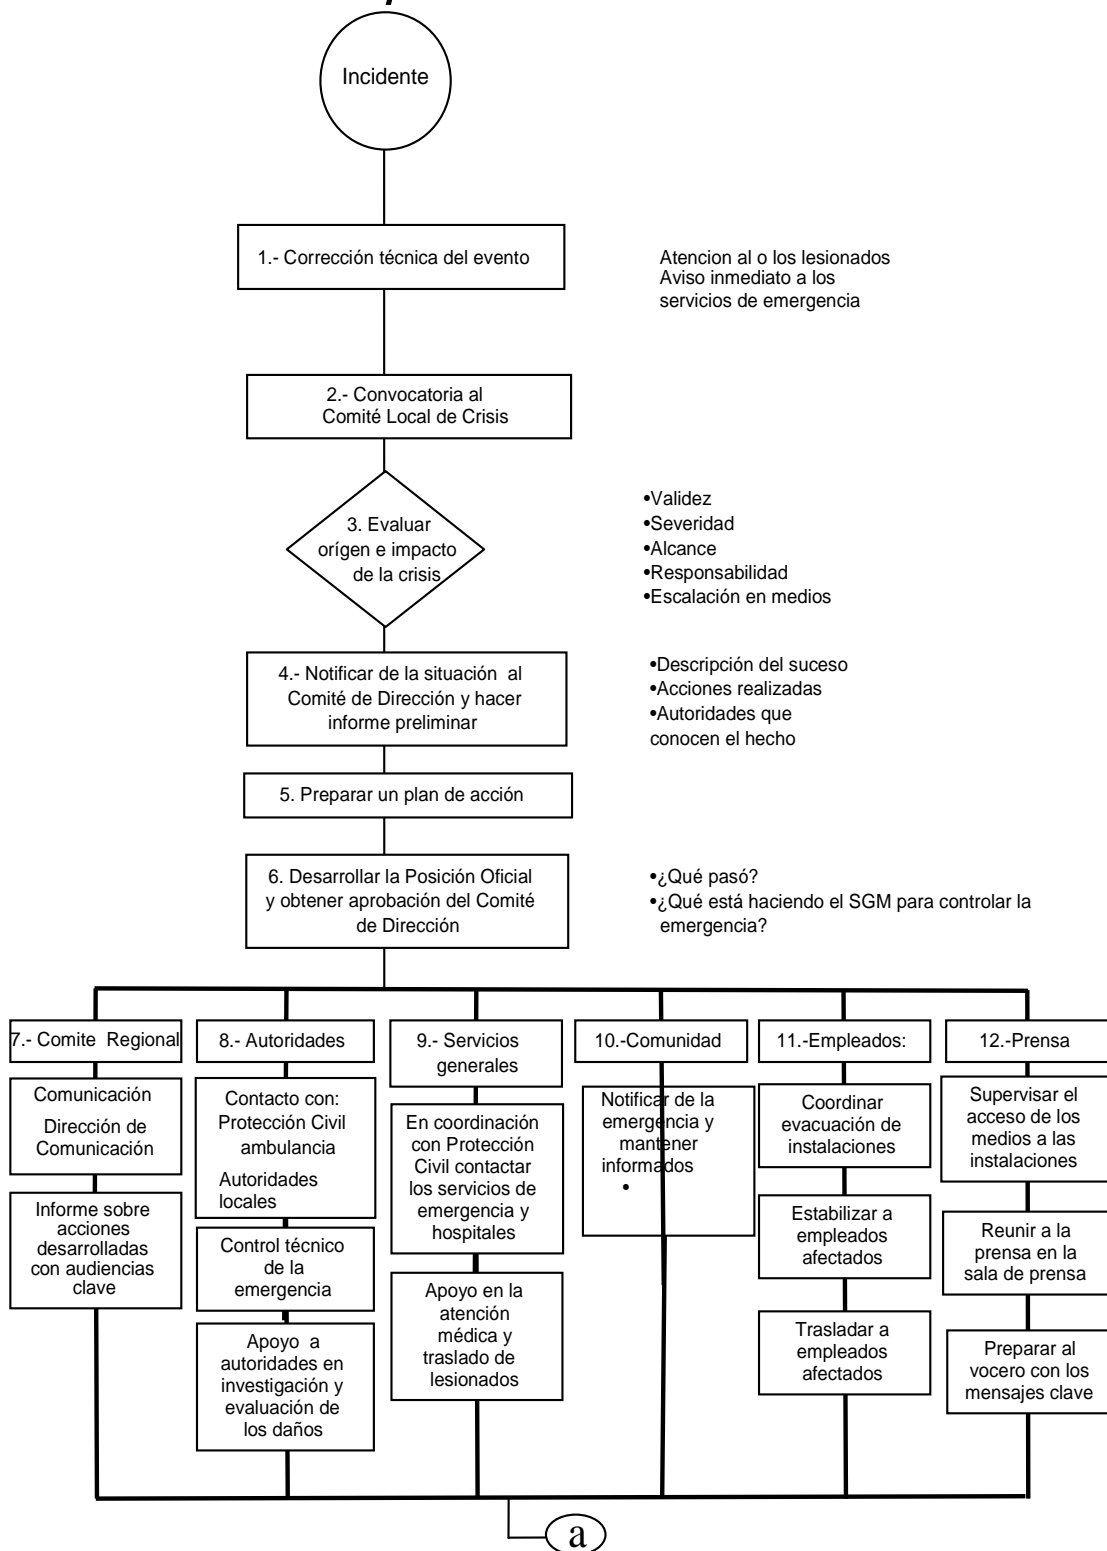 Incidente
1.- Corrección técnica del evento
Atencion al o los lesionados
Aviso inmediato a los
servicios de emergencia
2.- Convocatoria al
Comité Local de Crisis
3. Evaluar
orígen e impacto
de la crisis
•Validez
•Severidad
•Alcance
•Responsabilidad
•Escalación en medios
4.- Notificar de la situación al
Comité de Dirección y hacer
informe preliminar
•Descripción del suceso
•Acciones realizadas
•Autoridades que
conocen el hecho
5. Preparar un plan de acción
6. Desarrollar la Posición Oficial
y obtener aprobación del Comité
de Dirección
•¿Qué pasó?
•¿Qué está haciendo el SGM para controlar la
emergencia?
7.- Comite Regional
Comunicación
Dirección de
Comunicación
Informe sobre
acciones
desarrolladas
con audiencias
clave
8.- Autoridades
Contacto con:
Protección Civil
ambulancia
Autoridades
locales
Control técnico
de la
emergencia
Apoyo a
autoridades en
investigación y
evaluación de
los daños
9.- Servicios
generales
En coordinación
con Protección
Civil contactar
los servicios de
emergencia y
hospitales
Apoyo en la
atención
médica y
traslado de
lesionados
10.-Comunidad
Notificar de la
emergencia y
mantener
informados
•
11.-Empleados:
Coordinar
evacuación de
instalaciones
Estabilizar a
empleados
afectados
Trasladar a
empleados
afectados
12.-Prensa
Supervisar el
acceso de los
medios a las
instalaciones
Reunir a la
prensa en la
sala de prensa
Preparar al
vocero con los
mensajes clave
a